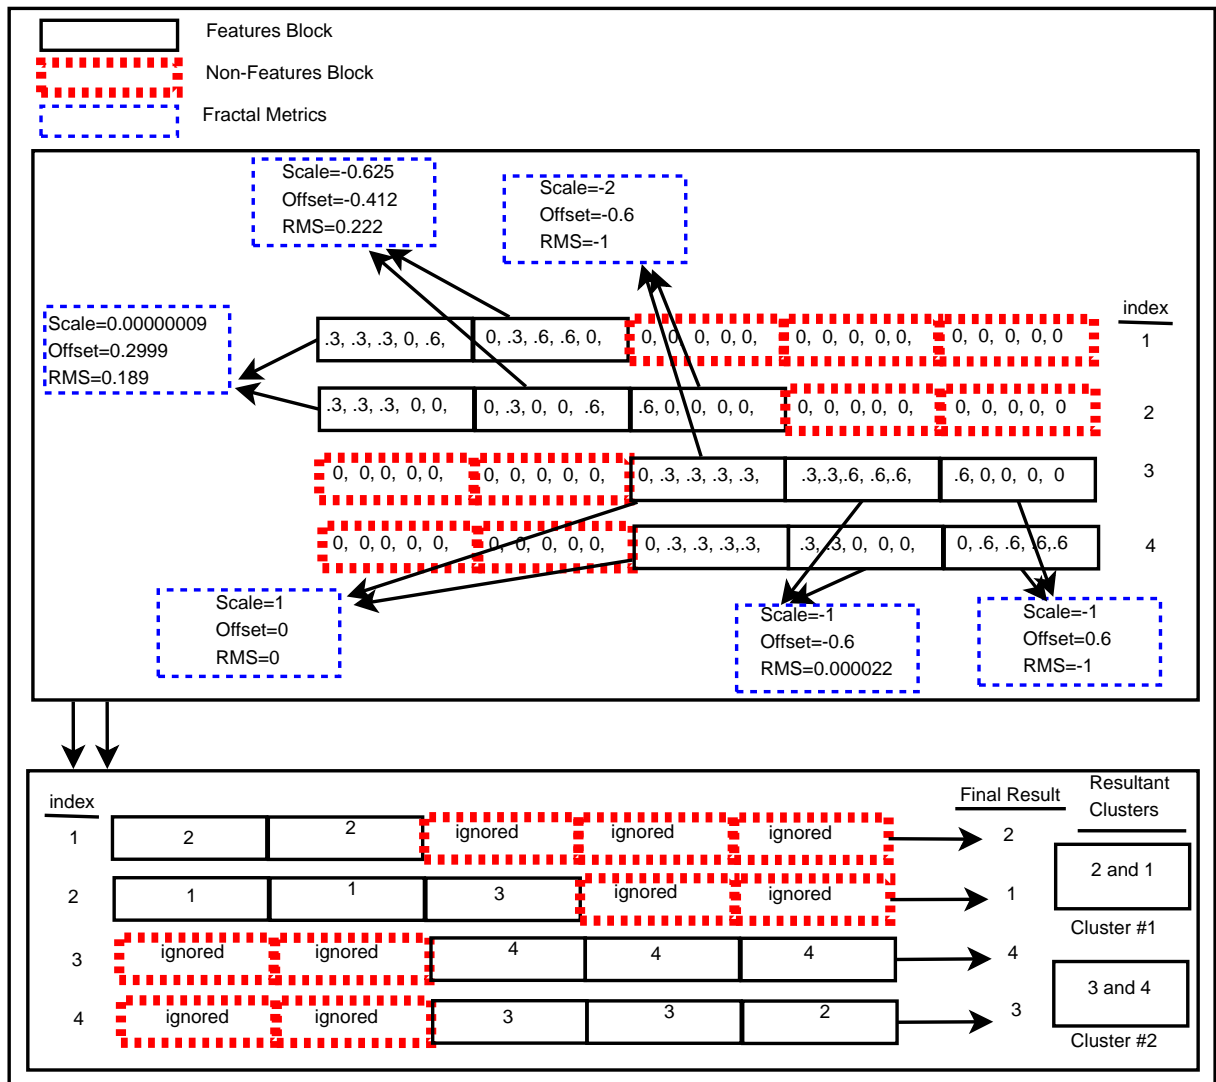 Features Block
Non-Features Block
Fractal Metrics
Scale=-0.625
Offset=-0.412
RMS=0.222
Scale=-2
Offset=-0.6
RMS=-1
Scale=0.00000009
Offset=0.2999
RMS=0.189
index
.3, .3, .3, 0, .6, 0, .3, .6, .6, 0, 0, 0, 0, 0, 0, 0, 0, 0, 0, 0, 0, 0, 0, 0, 0 1
.3, .3, .3, 0, 0, 0, .3, 0, 0, .6, .6, 0, 0, 0, 0, 0, 0, 0, 0, 0, 0, 0, 0, 0, 0 2
0, 0, 0, 0, 0, 0, 0, 0, 0, 0, 0, .3, .3, .3, .3, .3,.3,.6, .6,.6, .6, 0, 0, 0, 0 3
0, 0, 0, 0, 0, 0, 0, 0, 0, 0, 0, .3, .3, .3,.3, .3, .3, 0, 0, 0, 0, .6, .6, .6,.6 4
Scale=1
Offset=0
RMS=0
Scale=-1
Offset=-0.6
RMS=0.000022
Scale=-1
Offset=0.6
RMS=-1
index Final Result Resultant
Clusters
1 2 2 ignored ignored ignored 2
2 1 1 3 ignored ignored 1
2 and 1
Cluster #1
3 ignored ignored 4 4 4 4
4 ignored ignored 3 3 2 3
3 and 4
Cluster #2